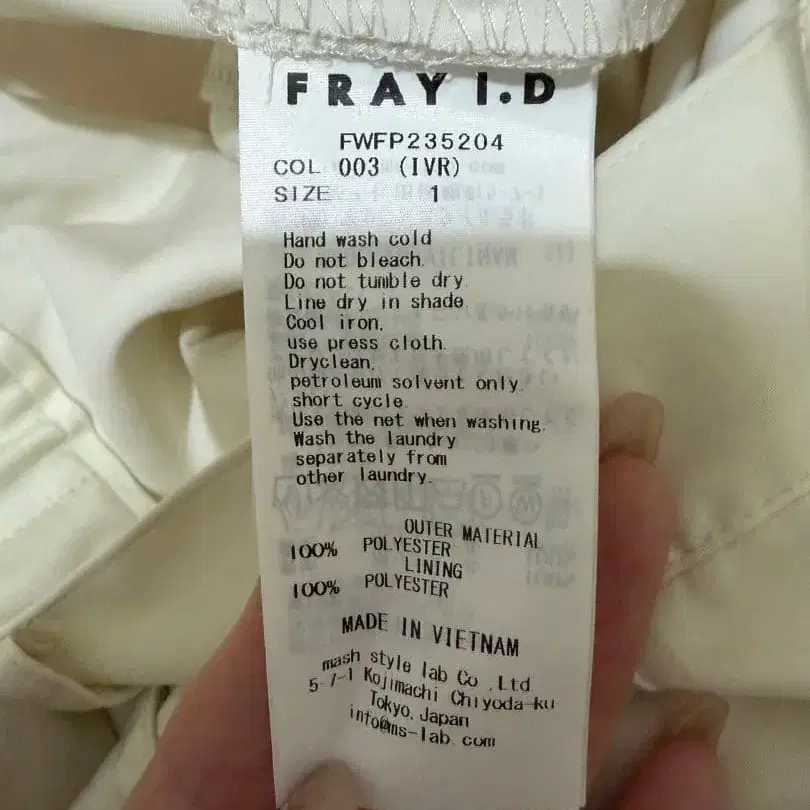 FRAY I.D
FWFP235204
COL 003 (IVR)
SIZE 1
Hand wash cold
Do not bleach.
Do not tumble dry.
Line dry in shade.
Cool iron,
use press cloth.
Dryclean,
petroleum solvent only.
short cycle.
Use the net when washing.
Wash the laundry
separately from
other laundry.
OUTER MATERIAL
100% POLYESTER
LINING
100% POLYESTER
MADE IN VIETNAM
mash style lab Co .Ltd
5-7-1 Kojimachi Chiyoda-ku
Tokyo, Japan
info@ms-lab.com